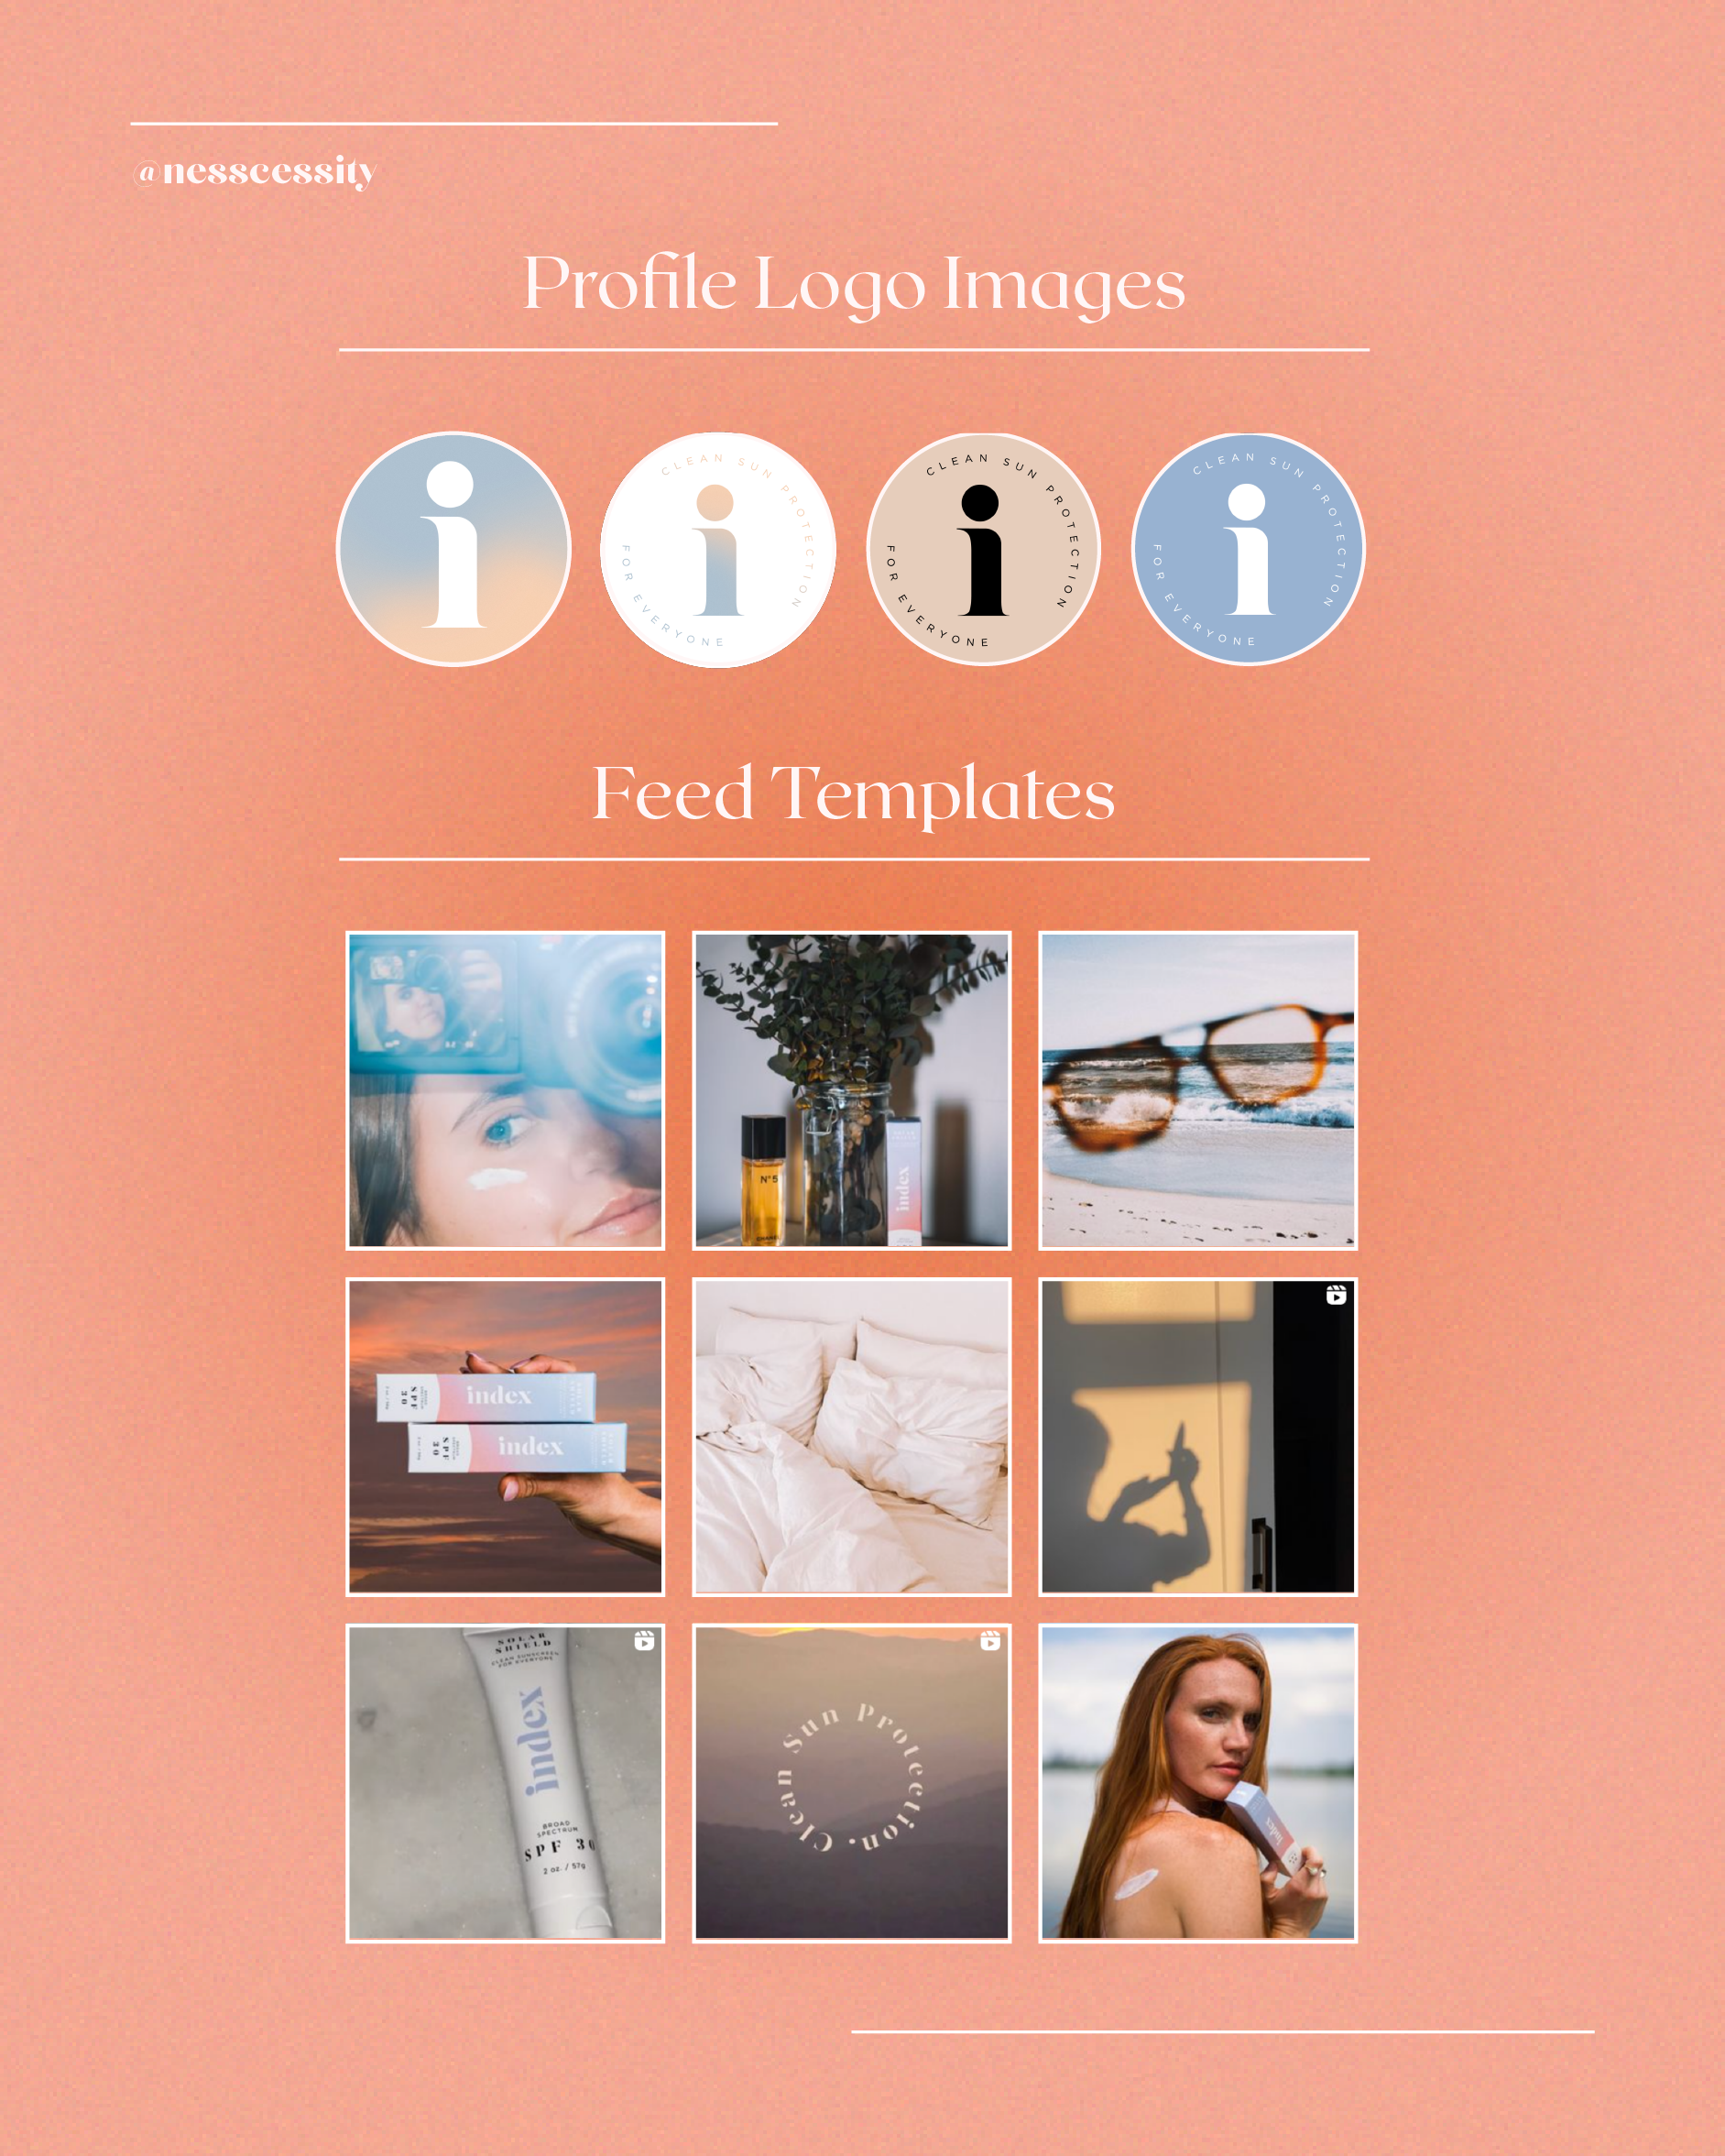 @nesscessity
Profile Logo Images
CLEAN SUN PROTECTION
FOR EVERYONE
CLEAN SUN PROTECTION
FOR EVERYONE
CLEAN SUN PROTECTION
FOR EVERYONE
Feed Templates
N°5
CHANEL
index
index
SPF
30
index
SPF
30
SOLAR
SHIELD
CLEAN SUNSCREEN
FOR EVERYONE
index
BROAD
SPECTRUM
SPF 30
2 oz. / 57g
Clean Sun Protection.
index